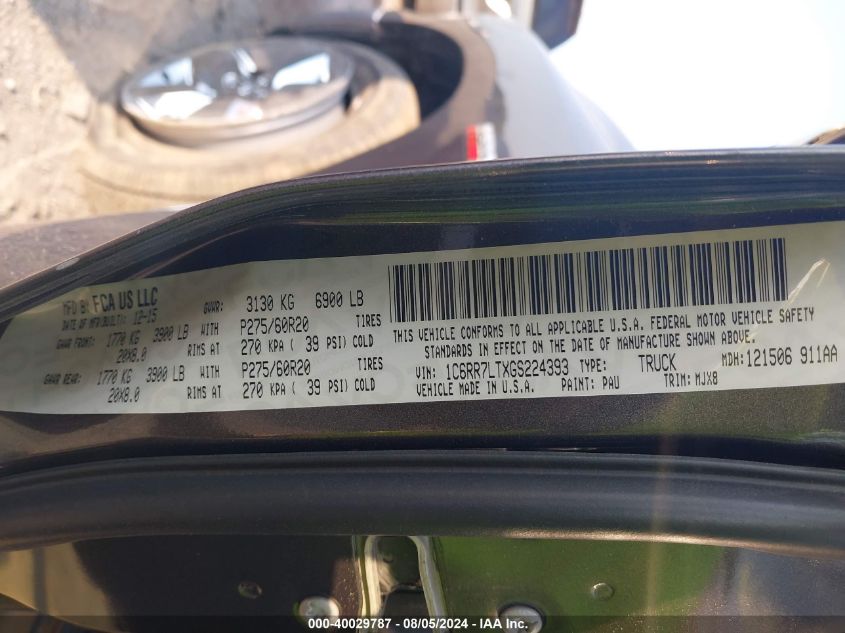 MFD BY FCA US LLC
DATE OF MFR(BUILT): 12-15
GVWR: 3130 KG 6900 LB
GAWR FRONT: 1770 KG 3900 LB WITH P275/60R20 TIRES
20X8.0 RIMS AT 270 KPA ( 39 PSI) COLD
GAWR REAR: 1770 KG 3900 LB WITH P275/60R20 TIRES
20X8.0 RIMS AT 270 KPA ( 39 PSI) COLD
THIS VEHICLE CONFORMS TO ALL APPLICABLE U.S.A. FEDERAL MOTOR VEHICLE SAFETY
STANDARDS IN EFFECT ON THE DATE OF MANUFACTURE SHOWN ABOVE.
VIN: 1C6RR7LTXGS224393 TYPE: TRUCK MDH:121506 911AA
VEHICLE MADE IN U.S.A. PAINT: PAU TRIM: MJX8
000-40029787 - 08/05/2024 - COPART USE ONLY